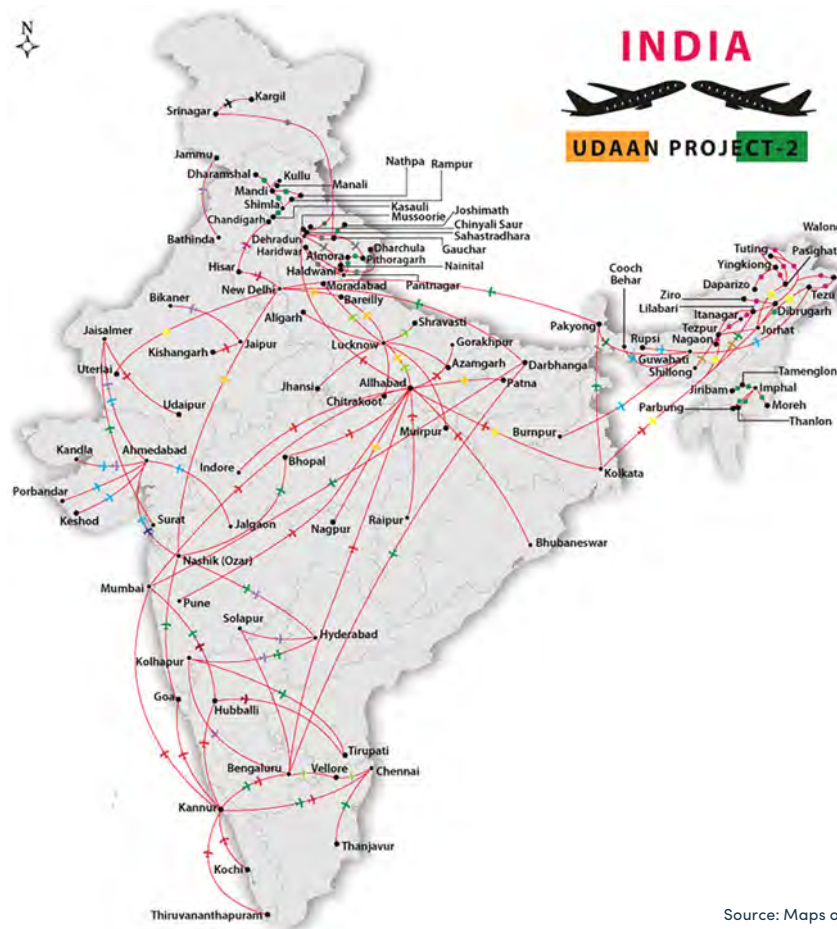 N
INDIA
UDAAN PROJECT-2
Kargil
Srinagar
Jammu
Dharamshal
Kullu
Nathpa
Rampur
Mandi
Manali
Shimla
Kasauli
Mussoorie
Joshimath
Chandigarh
Chinyali Saur
Sahastradhara
Bathinda
Dehradun
Haridwar
Almora
Dharchula
Gauchar
Pithoragarh
Hisar
Haldwani
Nainital
New Delhi
Moradabad
Pantnagar
Walong
Tuting
Pasighat
Yingkiong
Cooch
Behar
Daparizo
Tezu
Ziro
Lilabari
Dibrugarh
Itanagar
Bikaner
Bareilly
Pakyong
Rupsi
Tezpur
Jorhat
Jaisalmer
Aligarh
Shravasti
Nagaon
Guwahati
Kishangarh
Jaipur
Lucknow
Gorakhpur
Darbhanga
Shillong
Uterlai
Azamgarh
Tamenglon
Jhansi
Allhabad
Patna
Jiribam
Imphal
Udaipur
Chitrakoot
Parbung
Moreh
Thanlon
Muirpur
Burnpur
Kandla
Ahmedabad
Indore
Bhopal
Kolkata
Porbandar
Keshod
Surat
Jalgaon
Nagpur
Raipur
Bhubaneswar
Nashik (Ozar)
Mumbai
Pune
Solapur
Hyderabad
Kolhapur
Goa
Hubballi
Tirupati
Bengaluru
Vellore
Chennai
Kannur
Thanjavur
Kochi
Thiruvananthapuram
Source: Maps o